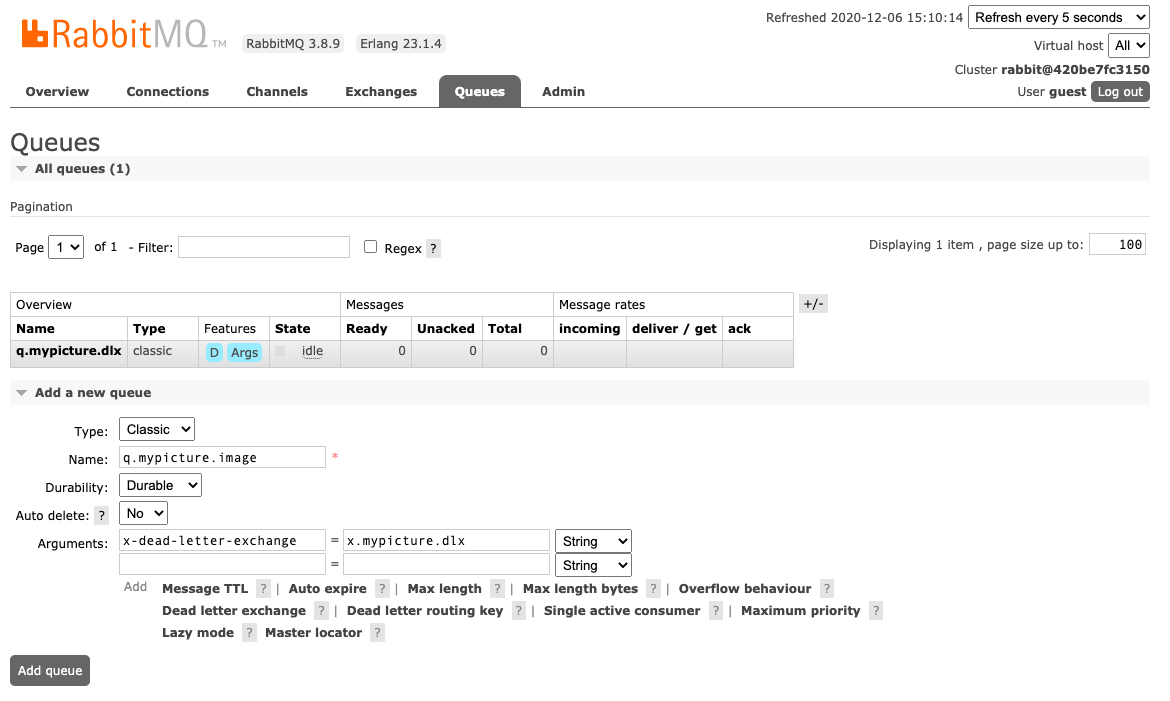 RabbitMQ TM RabbitMQ 3.8.9 Erlang 23.1.4
Refreshed 2020-12-06 15:10:14 Refresh every 5 seconds
Virtual host All
Cluster rabbit@420be7fc3150
User guest Log out
Overview Connections Channels Exchanges Queues Admin
Queues
All queues (1)
Pagination
Page 1 of 1 - Filter: Regex ? Displaying 1 item , page size up to: 100
Overview Messages Message rates +/-
Name Type Features State Ready Unacked Total incoming deliver / get ack
q.mypicture.dlx classic D Args idle 0 0 0
Add a new queue
Type: Classic
Name: q.mypicture.image *
Durability: Durable
Auto delete: ? No
Arguments: x-dead-letter-exchange = x.mypicture.dlx String
= String
Add Message TTL ? | Auto expire ? | Max length ? | Max length bytes ? | Overflow behaviour ?
Dead letter exchange ? | Dead letter routing key ? | Single active consumer ? | Maximum priority ?
Lazy mode ? Master locator ?
Add queue